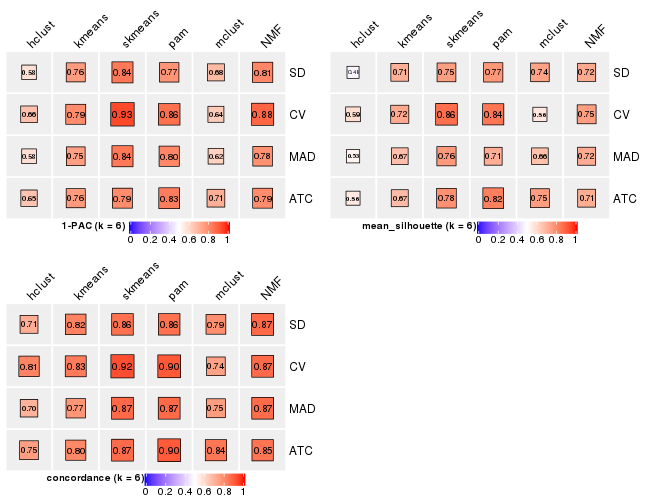 hclust kmeans skmeans pam mclust NMF
0.58 0.76 0.84 0.77 0.68 0.81 SD
0.66 0.79 0.93 0.86 0.64 0.88 CV
0.58 0.75 0.84 0.80 0.62 0.78 MAD
0.65 0.76 0.79 0.83 0.71 0.79 ATC
1-PAC (k = 6)
0 0.2 0.4 0.6 0.8 1
hclust kmeans skmeans pam mclust NMF
0.41 0.71 0.75 0.77 0.74 0.72 SD
0.59 0.72 0.86 0.84 0.56 0.75 CV
0.53 0.67 0.76 0.71 0.66 0.72 MAD
0.56 0.67 0.78 0.82 0.75 0.71 ATC
mean_silhouette (k = 6)
0 0.2 0.4 0.6 0.8 1
hclust kmeans skmeans pam mclust NMF
0.71 0.82 0.86 0.86 0.79 0.87 SD
0.81 0.83 0.92 0.90 0.74 0.87 CV
0.70 0.77 0.87 0.87 0.75 0.87 MAD
0.75 0.80 0.87 0.90 0.84 0.85 ATC
concordance (k = 6)
0 0.2 0.4 0.6 0.8 1